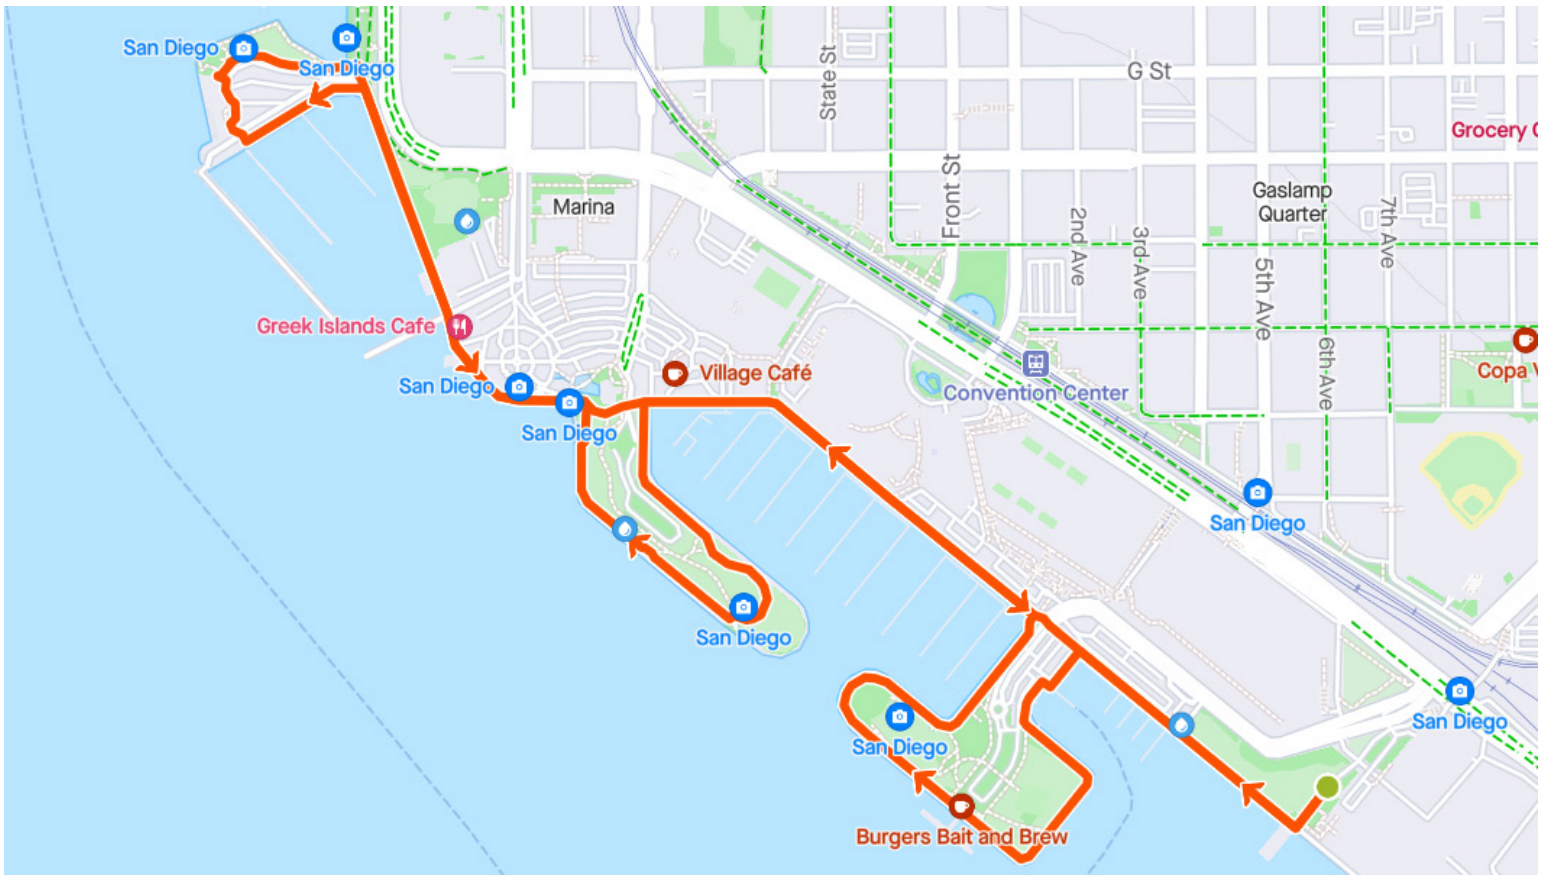 San Diego
San Diego
G St
State St
Grocery
Front St
Marina
Gaslamp
Quarter
2nd Ave
3rd Ave
7th Ave
5th Ave
6th Ave
Greek Islands Cafe
San Diego
Village Café
Convention Center
Copa
San Diego
San Diego
San Diego
San Diego
San Diego
Burgers Bait and Brew